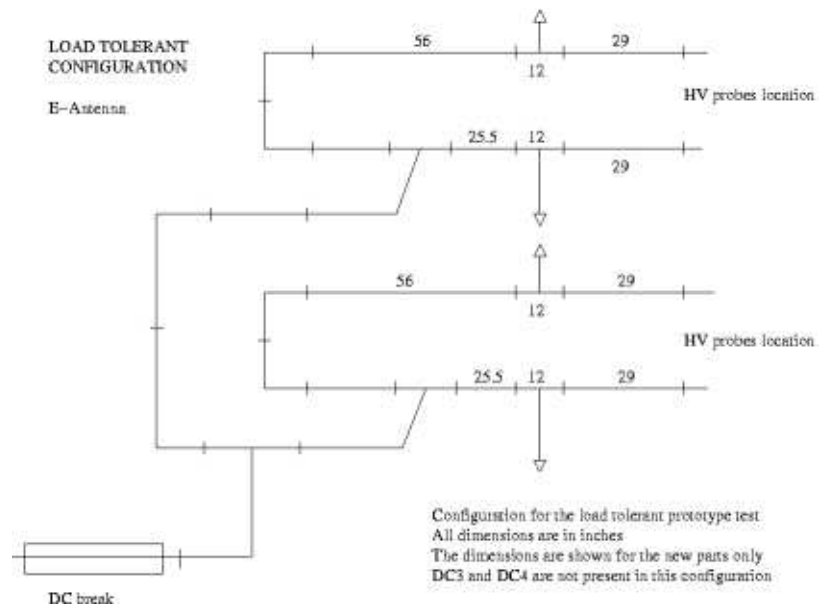 LOAD TOLERANT
CONFIGURATION
E-Antenna
56
29
12
HV probes location
25.5
12
29
56
29
12
HV probes location
25.5
12
29
Configuration for the load tolerant prototype test
All dimensions are in inches
The dimensions are shown for the new parts only
DC3 and DC4 are not present in this configuration
DC break